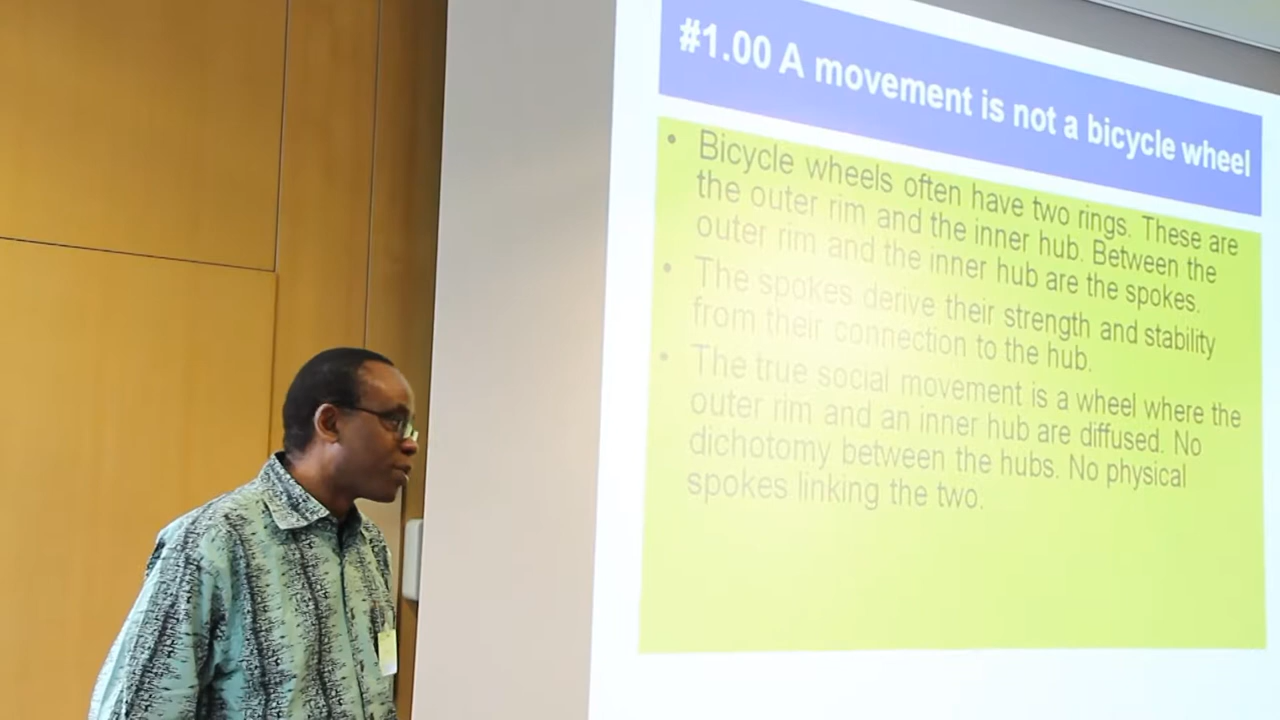 #1.00 A movement is not a bicycle wheel
• Bicycle wheels often have two rings. These are
the outer rim and the inner hub. Between the
outer rim and the inner hub are the spokes.
• The spokes derive their strength and stability
from their connection to the hub.
• The true social movement is a wheel where the
outer rim and an inner hub are diffused. No
dichotomy between the hubs. No physical
spokes linking the two.